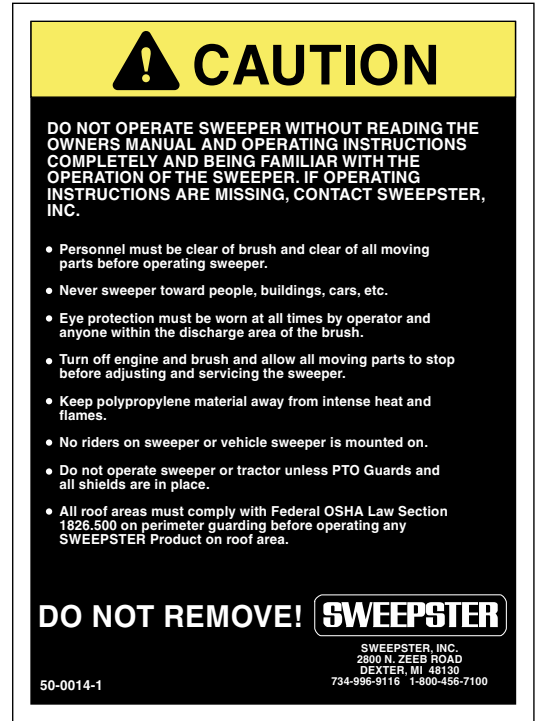 CAUTION
DO NOT OPERATE SWEEPER WITHOUT READING THE
OWNERS MANUAL AND OPERATING INSTRUCTIONS
COMPLETELY AND BEING FAMILIAR WITH THE
OPERATION OF THE SWEEPER. IF OPERATING
INSTRUCTIONS ARE MISSING, CONTACT SWEEPSTER,
INC.
• Personnel must be clear of brush and clear of all moving
parts before operating sweeper.
• Never sweeper toward people, buildings, cars, etc.
• Eye protection must be worn at all times by operator and
anyone within the discharge area of the brush.
• Turn off engine and brush and allow all moving parts to stop
before adjusting and servicing the sweeper.
• Keep polypropylene material away from intense heat and
flames.
• No riders on sweeper or vehicle sweeper is mounted on.
• Do not operate sweeper or tractor unless PTO Guards and
all shields are in place.
• All roof areas must comply with Federal OSHA Law Section
1826.500 on perimeter guarding before operating any
SWEEPSTER Product on roof area.
DO NOT REMOVE! SWEEPSTER
SWEEPSTER, INC.
2800 N. ZEEB ROAD
DEXTER, MI 48130
734-996-9116 1-800-456-7100
50-0014-1